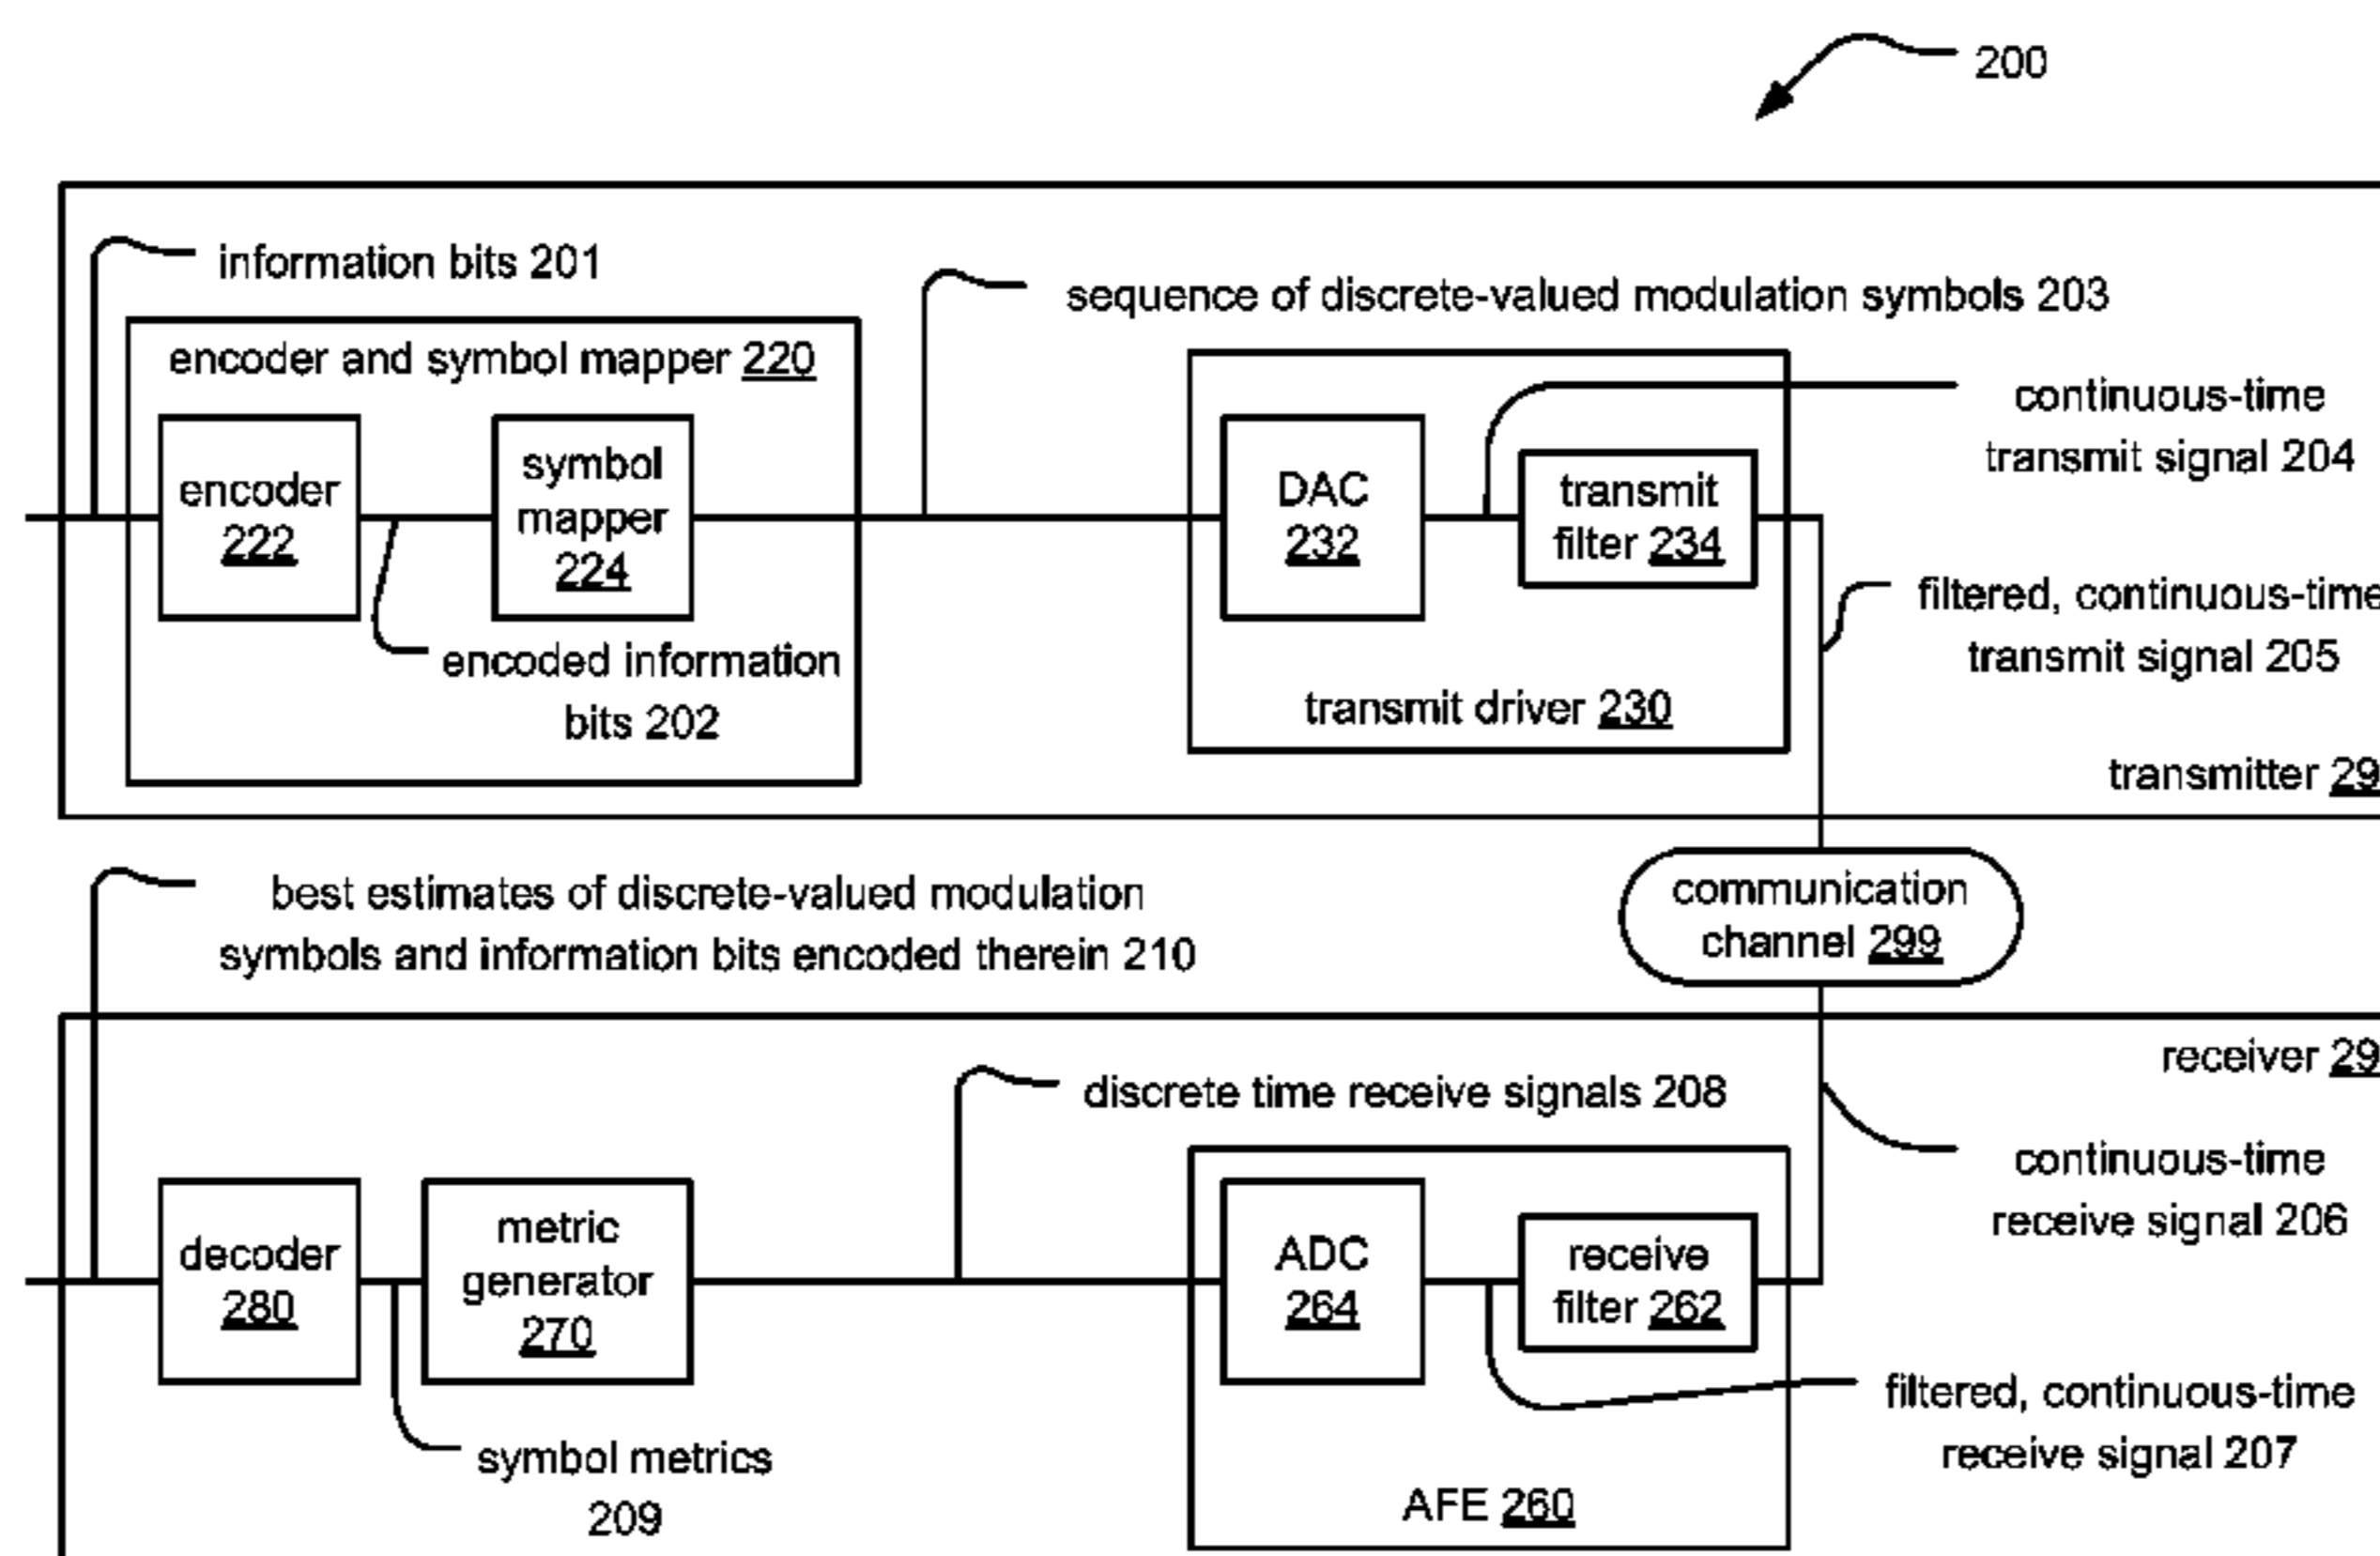 200
information bits 201
sequence of discrete-valued modulation symbols 203
encoder and symbol mapper 220
encoder
222
symbol
mapper
224
encoded information
bits 202
DAC
232
transmit
filter 234
transmit driver 230
continuous-time
transmit signal 204
filtered, continuous-time
transmit signal 205
transmitter 29
best estimates of discrete-valued modulation
symbols and information bits encoded therein 210
communication
channel 299
receiver 29
discrete time receive signals 208
continuous-time
receive signal 206
decoder
280
metric
generator
270
ADC
264
receive
filter 262
filtered, continuous-time
receive signal 207
symbol metrics
209
AFE 260